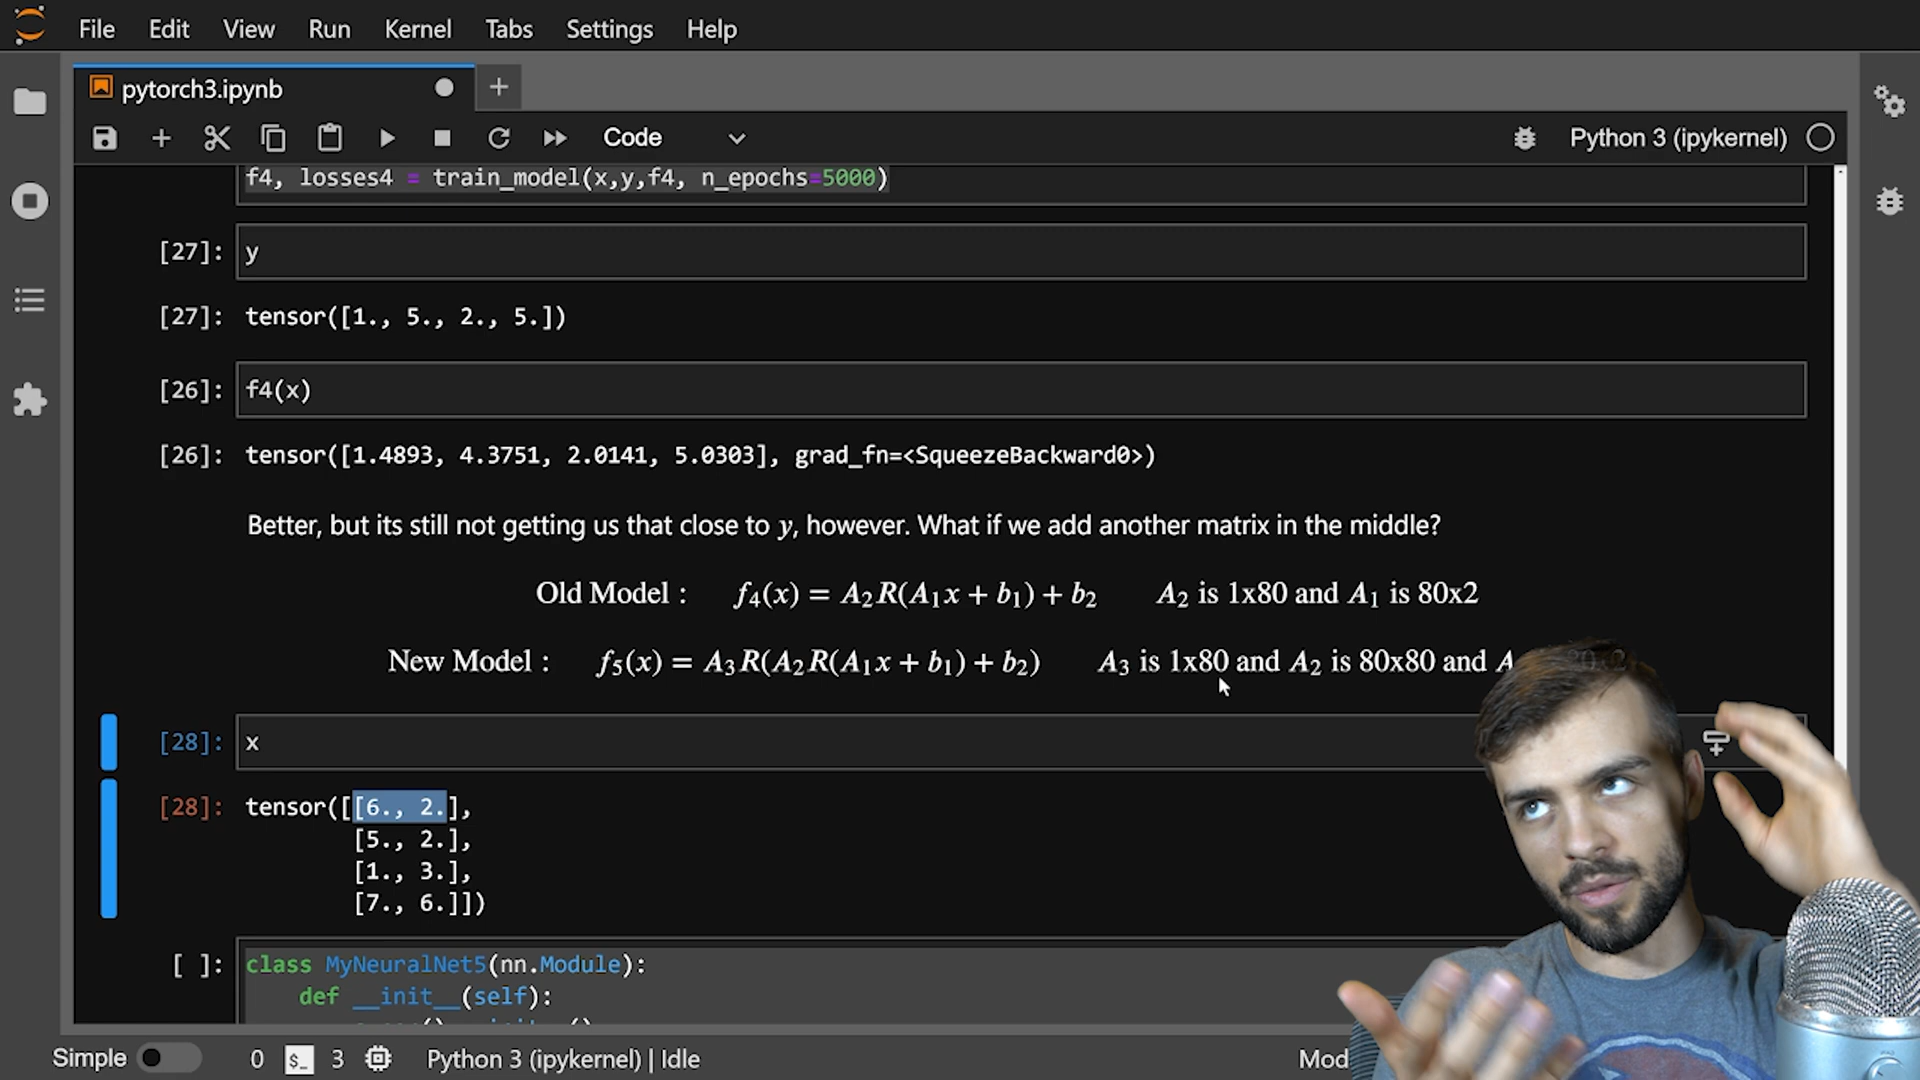 File Edit View Run Kernel Tabs Settings Help
pytorch3.ipynb
Code Python 3 (ipykernel)
f4, losses4 = train_model(x,y,f4, n_epochs=5000)
[27]: y
[27]: tensor([1., 5., 2., 5.])
[26]: f4(x)
[26]: tensor([1.4893, 4.3751, 2.0141, 5.0303], grad_fn=<SqueezeBackward0>)
Better, but its still not getting us that close to y, however. What if we add another matrix in the middle?
Old Model : f₄(x) = A₂R(A₁x + b₁) + b₂ A₂ is 1x80 and A₁ is 80x2
New Model : f₅(x) = A₃R(A₂R(A₁x + b₁) + b₂) A₃ is 1x80 and A₂ is 80x80 and
[28]: x
[28]: tensor([[6., 2.],
[5., 2.],
[1., 3.],
[7., 6.]])
[ ]: class MyNeuralNet5(nn.Module):
def __init__(self):
Simple 0 $_ 3 Python 3 (ipykernel) | Idle